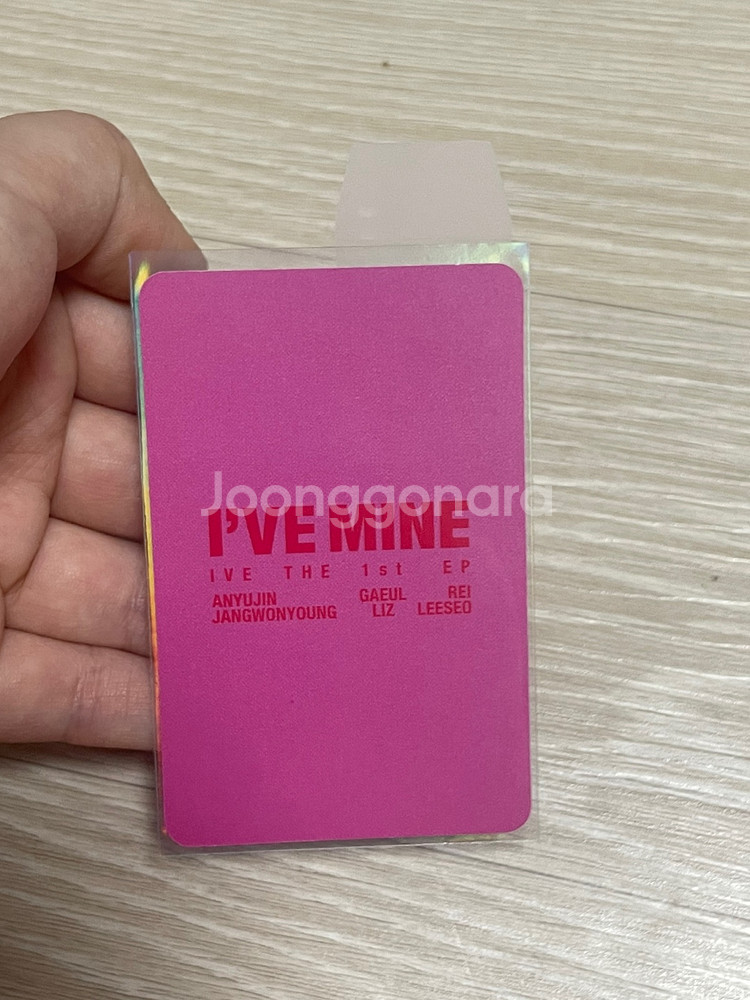 Joonggonara
I'VE MINE
IVE THE 1st EP
ANYUJIN GAEUL REI
JANGWONYOUNG LIZ LEESEO